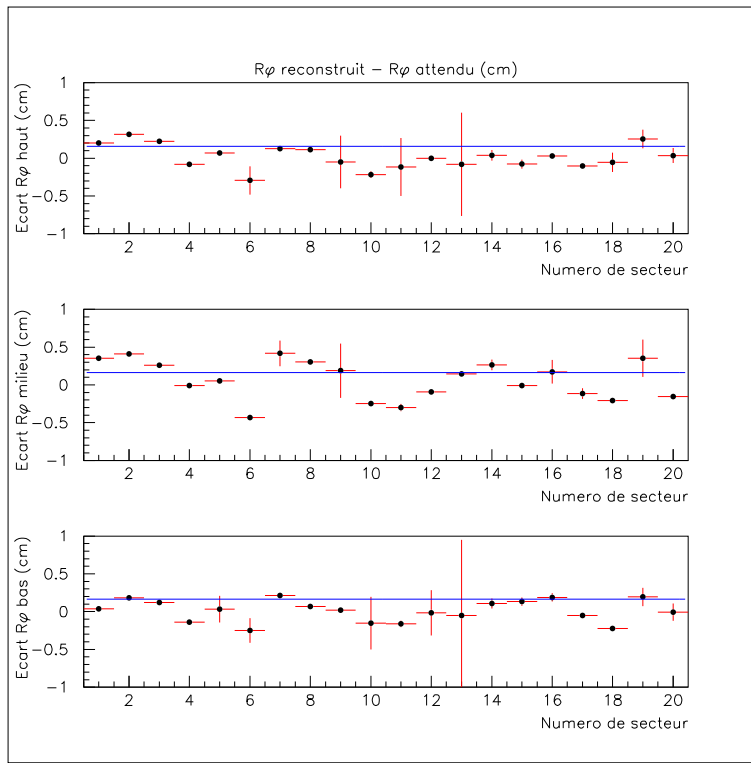 Rφ reconstruit – Rφ attendu (cm)
Ecart Rφ haut (cm)
1
0.5
0
-0.5
-1
2 4 6 8 10 12 14 16 18 20
Numero de secteur
Ecart Rφ milieu (cm)
1
0.5
0
-0.5
-1
2 4 6 8 10 12 14 16 18 20
Numero de secteur
Ecart Rφ bas (cm)
1
0.5
0
-0.5
-1
2 4 6 8 10 12 14 16 18 20
Numero de secteur